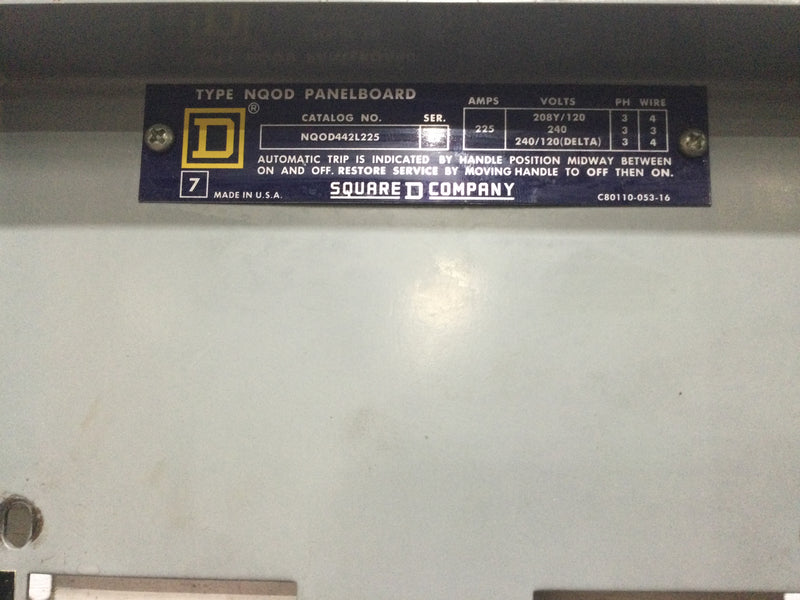 TYPE NQOD PANELBOARD
D ®
CATALOG NO. SER.
NQOD442L225
AMPS VOLTS PH WIRE
225 208Y/120 3 4
240 3 3
240/120(DELTA) 3 4
AUTOMATIC TRIP IS INDICATED BY HANDLE POSITION MIDWAY BETWEEN
ON AND OFF. RESTORE SERVICE BY MOVING HANDLE TO OFF THEN ON.
7 MADE IN U.S.A. SQUARE D COMPANY C80110-053-16